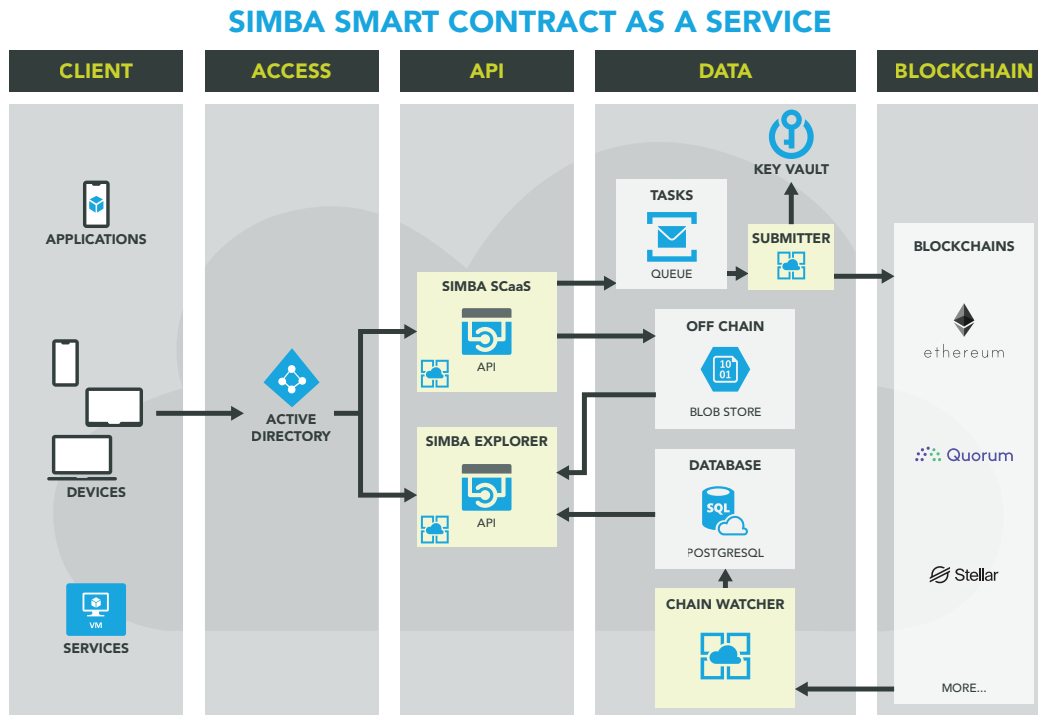 SIMBA SMART CONTRACT AS A SERVICE
CLIENT
ACCESS
API
DATA
BLOCKCHAIN
APPLICATIONS
DEVICES
VM
SERVICES
ACTIVE
DIRECTORY
SIMBA SCaaS
API
SIMBA EXPLORER
API
KEY VAULT
TASKS
QUEUE
SUBMITTER
OFF CHAIN
10
01
BLOB STORE
DATABASE
SQL
POSTGRESQL
CHAIN WATCHER
BLOCKCHAINS
ethereum
Quorum
Stellar
MORE...